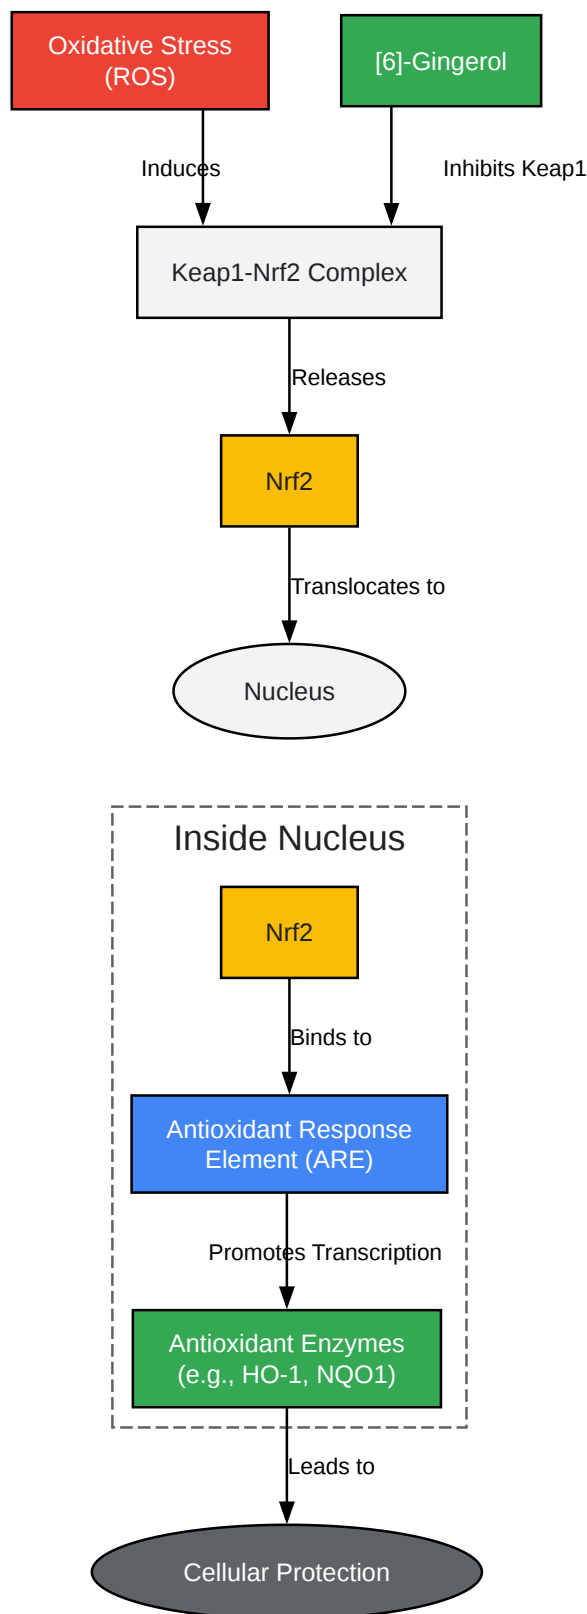 Oxidative Stress
(ROS)
[6]-Gingerol
Induces
Inhibits Keap1
Keap1-Nrf2 Complex
Releases
Nrf2
Translocates to
Nucleus
Inside Nucleus
Nrf2
Binds to
Antioxidant Response
Element (ARE)
Promotes Transcription
Antioxidant Enzymes
(e.g., HO-1, NQO1)
Leads to
Cellular Protection